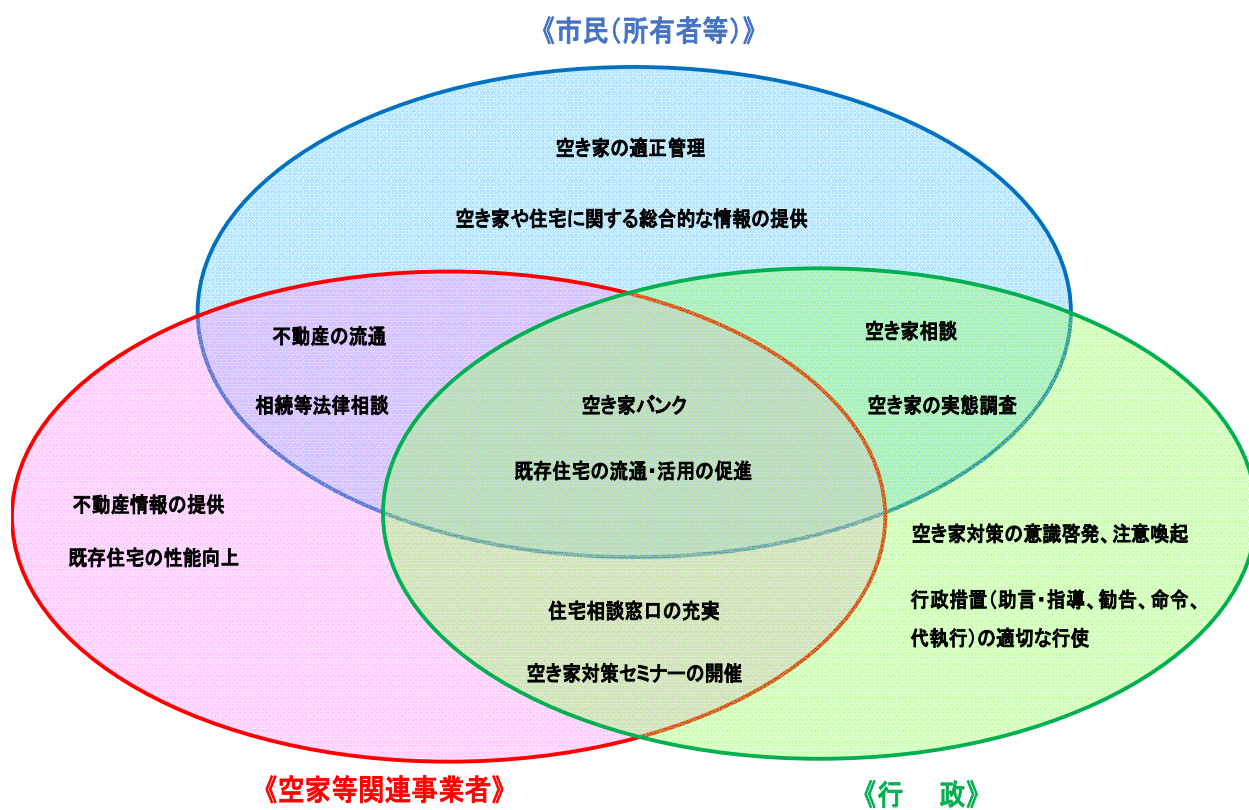 《市民(所有者等)》
空き家の適正管理
空き家や住宅に関する総合的な情報の提供
不動産の流通
空き家相談
相続等法律相談
空き家バンク
空き家の実態調査
既存住宅の流通・活用の促進
不動産情報の提供
既存住宅の性能向上
空き家対策の意識啓発、注意喚起
行政措置(助言・指導、勧告、命令、
代執行)の適切な行使
住宅相談窓口の充実
空き家対策セミナーの開催
《空家等関連事業者》
《行　政》